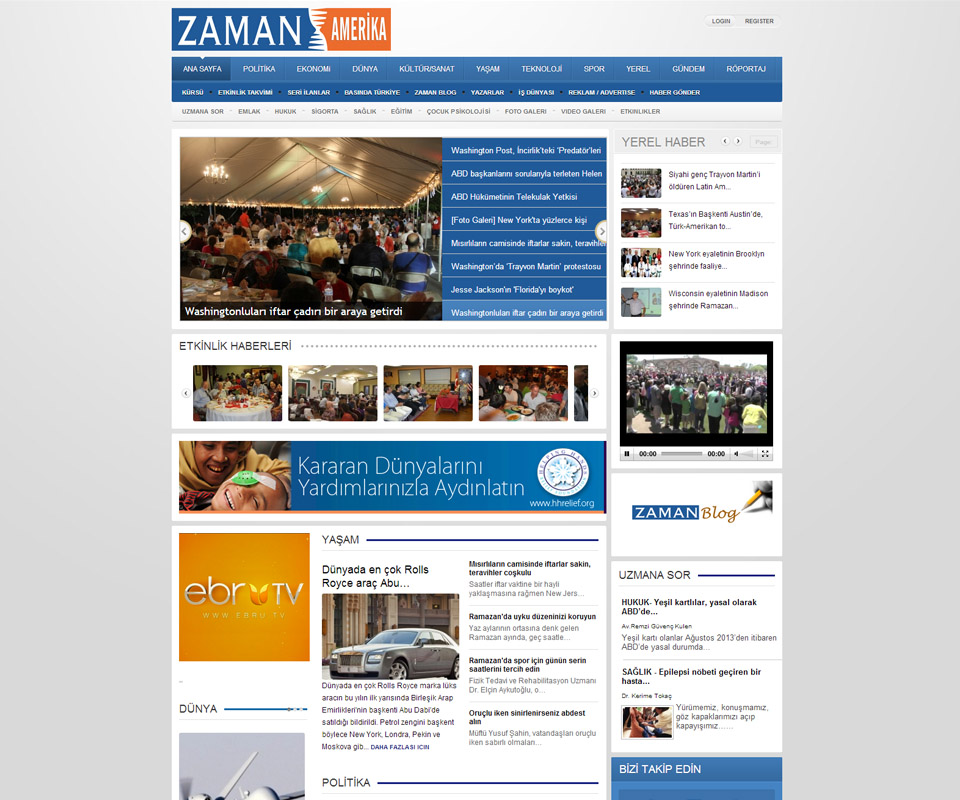 ZAMAN AMERİKA
LOGIN REGISTER
ANA SAYFA POLİTİKA EKONOMİ DÜNYA KÜLTÜR/SANAT YAŞAM TEKNOLOJİ SPOR YEREL GÜNDEM RÖPORTAJ
KÜRSÜ ETKİNLİK TAKVİMİ SERİ İLANLAR BASINDA TÜRKİYE ZAMAN BLOG YAZARLAR İŞ DÜNYASI REKLAM / ADVERTISE HABER GÖNDER
UZMANA SOR EMLAK HUKUK SİGORTA SAĞLIK EĞİTİM ÇOCUK PSİKOLOJİSİ FOTO GALERI VIDEO GALERI ETKINLIKLER
Washington Post, İncirlik'teki 'Predatör'leri
ABD başkanlarını sorularıyla terleten Helen
ABD Hükümetinin Telekulak Yetkisi
[Foto Galeri] New York'ta yüzlerce kişi
Mısırlıların camisinde iftarlar sakin, teravihler
Washington'da 'Trayvon Martin' protestosu
Jesse Jackson'ın 'Florida'yı boykot'
Washingtonluları iftar çadırı bir araya getirdi
Washingtonluları iftar çadırı bir araya getirdi
YEREL HABER
Page
Siyahi genç Trayvon Martin'i
öldüren Latin Am...
Texas'ın Başkenti Austin'de,
Türk-Amerikan to...
New York eyaletinin Brooklyn
şehrinde faaliye...
Wisconsin eyaletinin Madison
şehrinde Ramazan...
ETKİNLİK HABERLERİ
00:00 00:00
Kararan Dünyalarını
Yardımlarınızla Aydınlatın
HELPING HANDS
www.hhrelief.org
ZAMAN Blog
ebru TV
WWW.EBRU.TV
YAŞAM
Dünyada en çok Rolls
Royce araç Abu...
Dünyada en çok Rolls Royce marka lüks
aracın bu yılın ilk yarısında Birleşik Arap
Emirlikleri'nin başkenti Abu Dabi'de
satıldığı bildirildi. Petrol zengini başkent
böylece New York, Londra, Pekin ve
Moskova gib... DAHA FAZLASI ICIN
Mısırlıların camisinde iftarlar sakin,
teravihler coşkulu
Saatler iftar vaktine bir hayli
yaklaşmasına rağmen New Jers...
Ramazan'da uyku düzeninizi koruyun
Yaz aylarının ortasına denk gelen
Ramazan ayında, geç saatle...
Ramazan'da spor için günün serin
saatlerini tercih edin
Fizik Tedavi ve Rehabilitasyon Uzmanı
Dr. Elçin Aykutoğlu, o...
Oruçlu iken sinirlenirseniz abdest
alın
Müftü Yusuf Şahin, vatandaşları oruçlu
iken sabırlı olmaları...
UZMANA SOR
HUKUK- Yeşil kartlılar, yasal olarak
ABD'de...
Av.Remzi Güvenç Kulen
Yeşil kartı olanlar Ağustos 2013'den itibaren
ABD'de yasal durumda...
SAĞLIK - Epilepsi nöbeti geçiren bir
hasta...
Dr. Kerime Tokaç
Yürümemiz, konuşmamız,
göz kapaklarımızı açıp
kapayışımız......
DÜNYA
POLİTİKA
BİZİ TAKİP EDİN